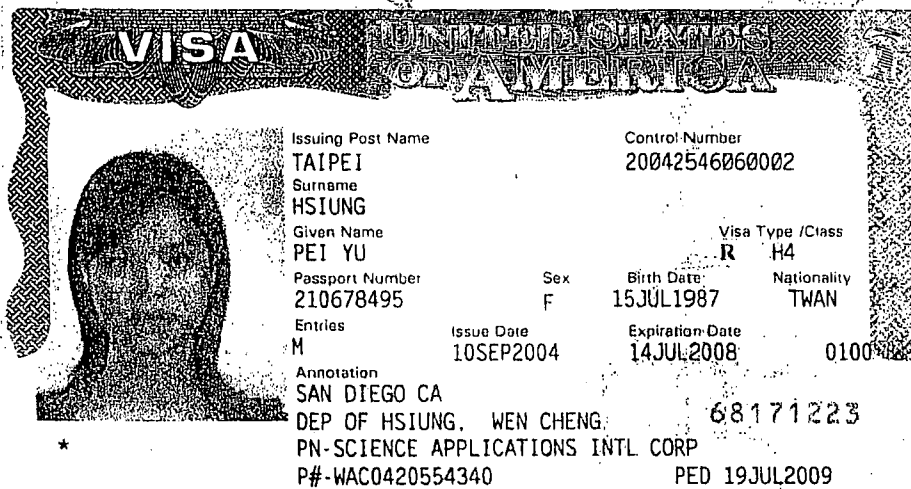 VISA UNITED STATES
OF AMERICA
Issuing Post Name Control Number
TAIPEI 20042546060002
Surname
HSIUNG
Given Name Visa Type /Class
PEI YU R H4
Passport Number Sex Birth Date Nationality
210678495 F 15JUL1987 TWAN
Entries Issue Date Expiration Date
M 10SEP2004 14JUL2008 0100
Annotation
SAN DIEGO CA
DEP OF HSIUNG, WEN CHENG, 68171223
* PN-SCIENCE APPLICATIONS INTL CORP
P#-WAC0420554340 PED 19JUL2009